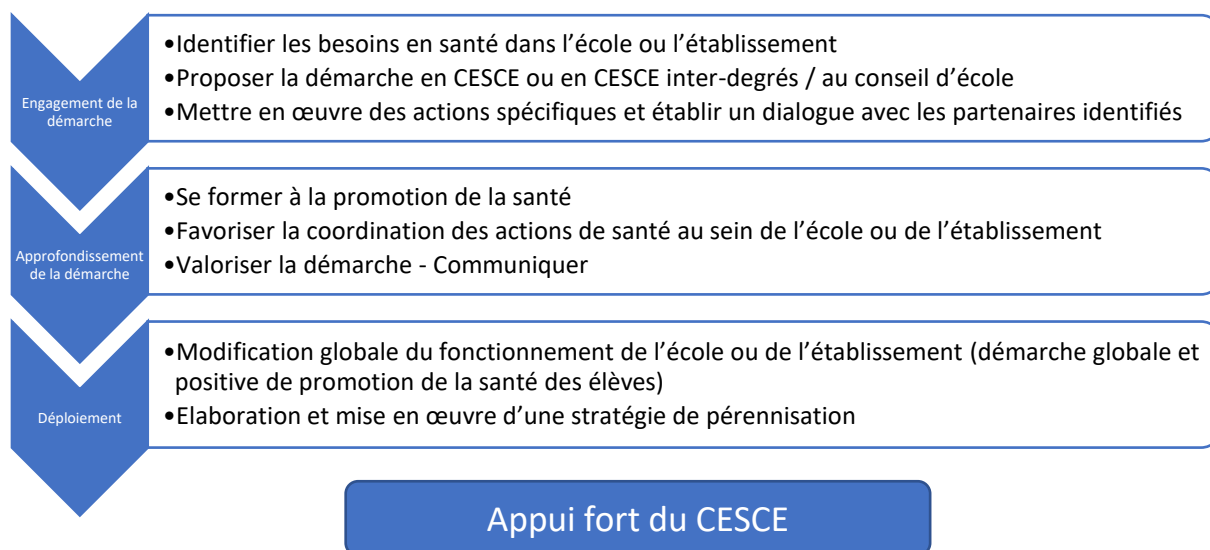 Engagement de la
démarche
•Identifier les besoins en santé dans l’école ou l’établissement
•Proposer la démarche en CESCE ou en CESCE inter-degrés / au conseil d’école
•Mettre en œuvre des actions spécifiques et établir un dialogue avec les partenaires identifiés
Approfondissement
de la démarche
•Se former à la promotion de la santé
•Favoriser la coordination des actions de santé au sein de l’école ou de l’établissement
•Valoriser la démarche - Communiquer
Déploiement
•Modification globale du fonctionnement de l’école ou de l’établissement (démarche globale et
positive de promotion de la santé des élèves)
•Elaboration et mise en œuvre d’une stratégie de pérennisation
Appui fort du CESCE